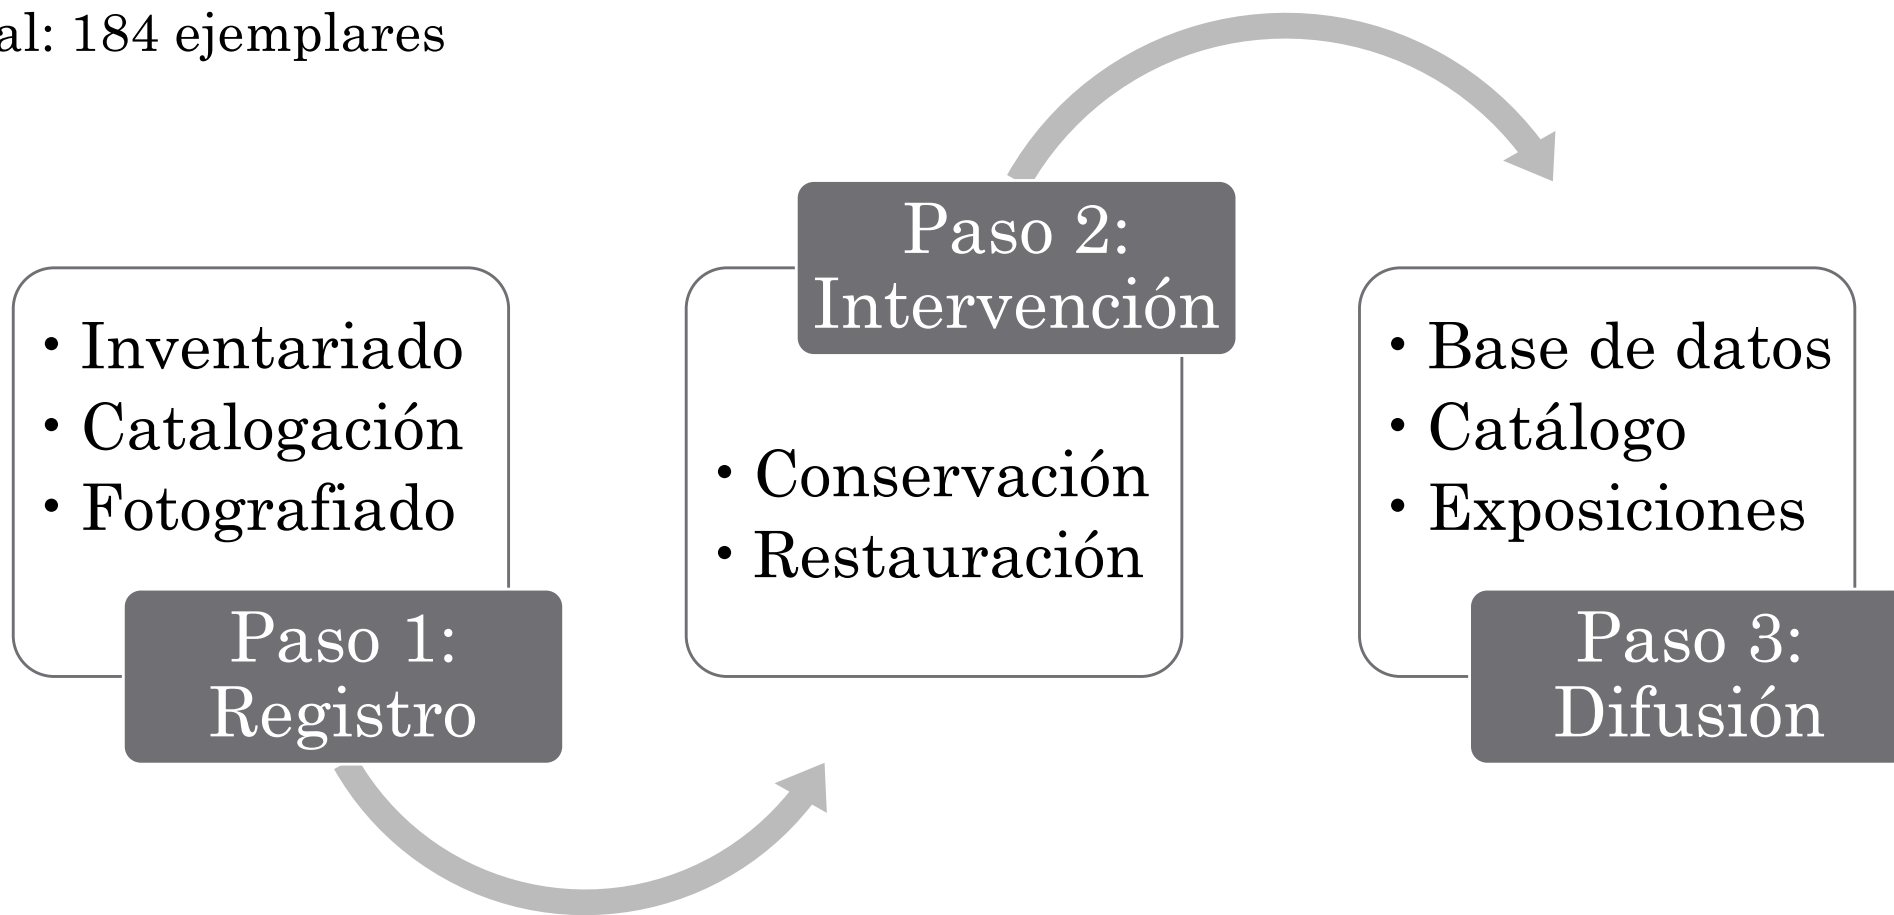 al: 184 ejemplares
• Inventariado
• Catalogación
• Fotografiado
Paso 1:
Registro
Paso 2:
Intervención
• Conservación
• Restauración
• Base de datos
• Catálogo
• Exposiciones
Paso 3:
Difusión